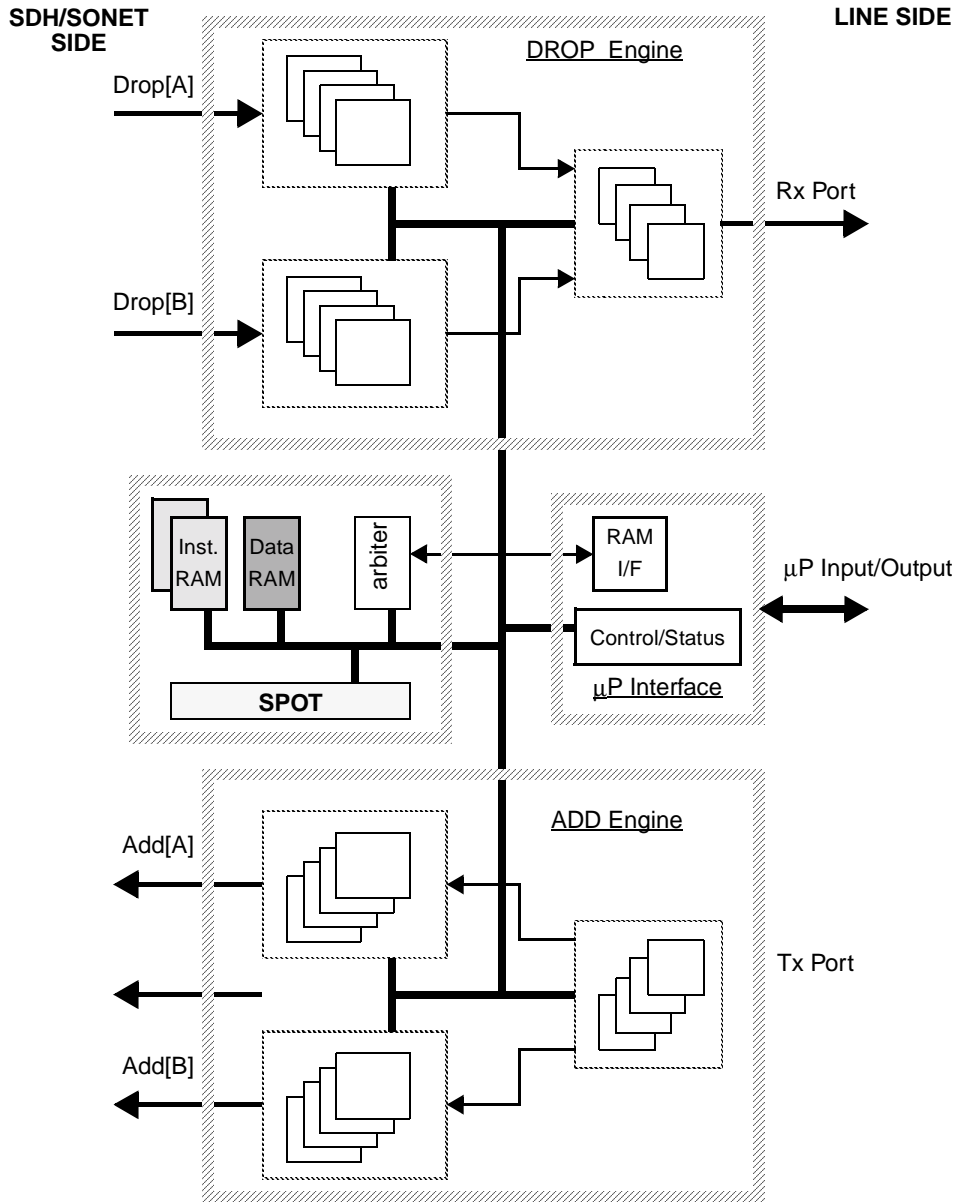 SDH/SONET
SIDE
LINE SIDE
DROP Engine
Drop[A]
Rx Port
Drop[B]
Inst.
RAM
Data
RAM
arbiter
RAM
I/F
μP Input/Output
Control/Status
μP Interface
SPOT
ADD Engine
Add[A]
Tx Port
Add[B]